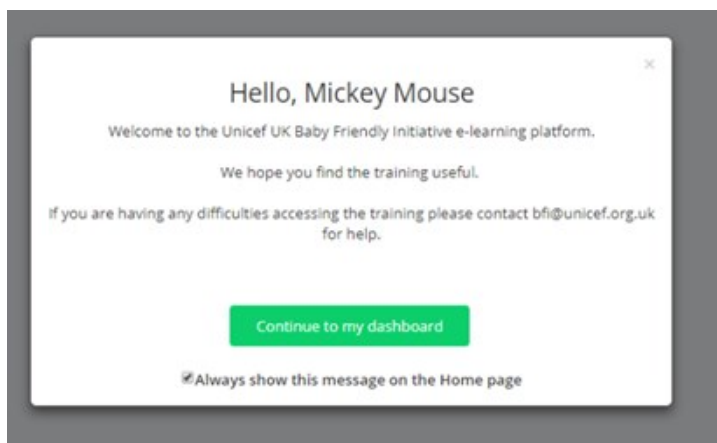 ×
Hello, Mickey Mouse
Welcome to the Unicef UK Baby Friendly Initiative e-learning platform.
We hope you find the training useful.
If you are having any difficulties accessing the training please contact bfi@unicef.org.uk
for help.
Continue to my dashboard
Always show this message on the Home page